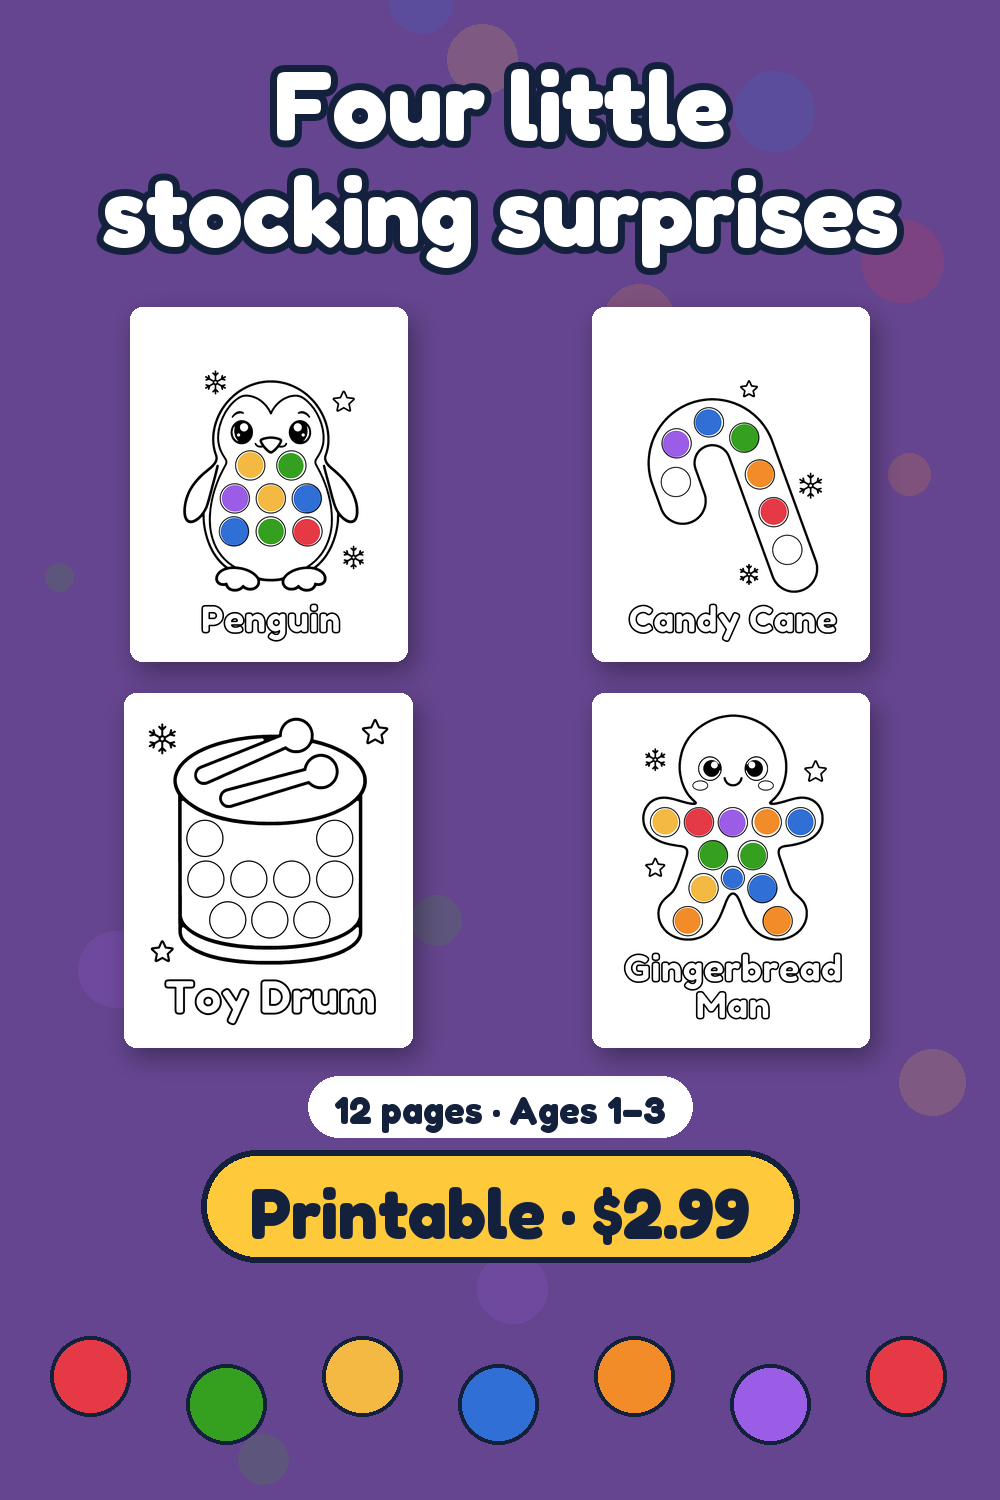 Four little
stocking surprises
Penguin
Candy Cane
Toy Drum
Gingerbread
Man
12 pages · Ages 1–3
Printable · $2.99